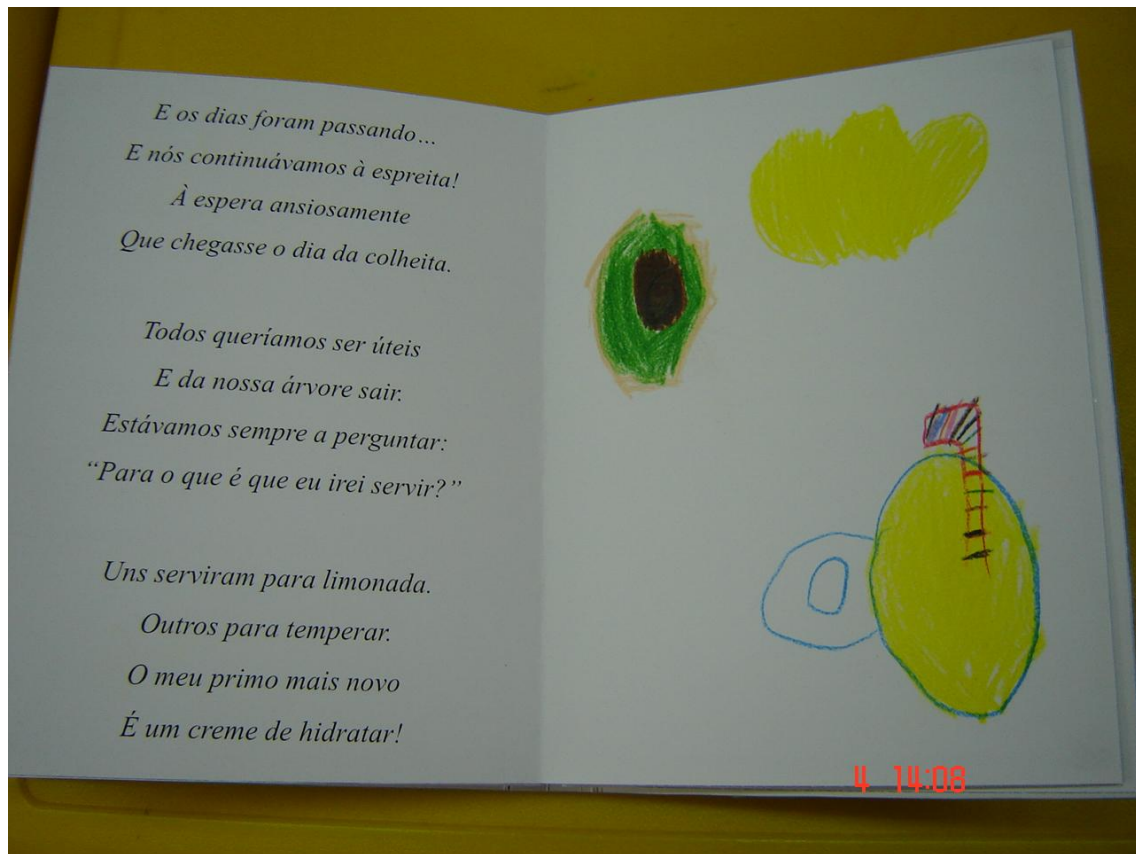 E os dias foram passando...
E nós continuávamos à espreita!
À espera ansiosamente
Que chegasse o dia da colheita.
Todos queríamos ser úteis
E da nossa árvore sair.
Estávamos sempre a perguntar:
“Para o que é que eu irei servir?”
Uns serviram para limonada.
Outros para temperar.
O meu primo mais novo
É um creme de hidratar!
4 14:08